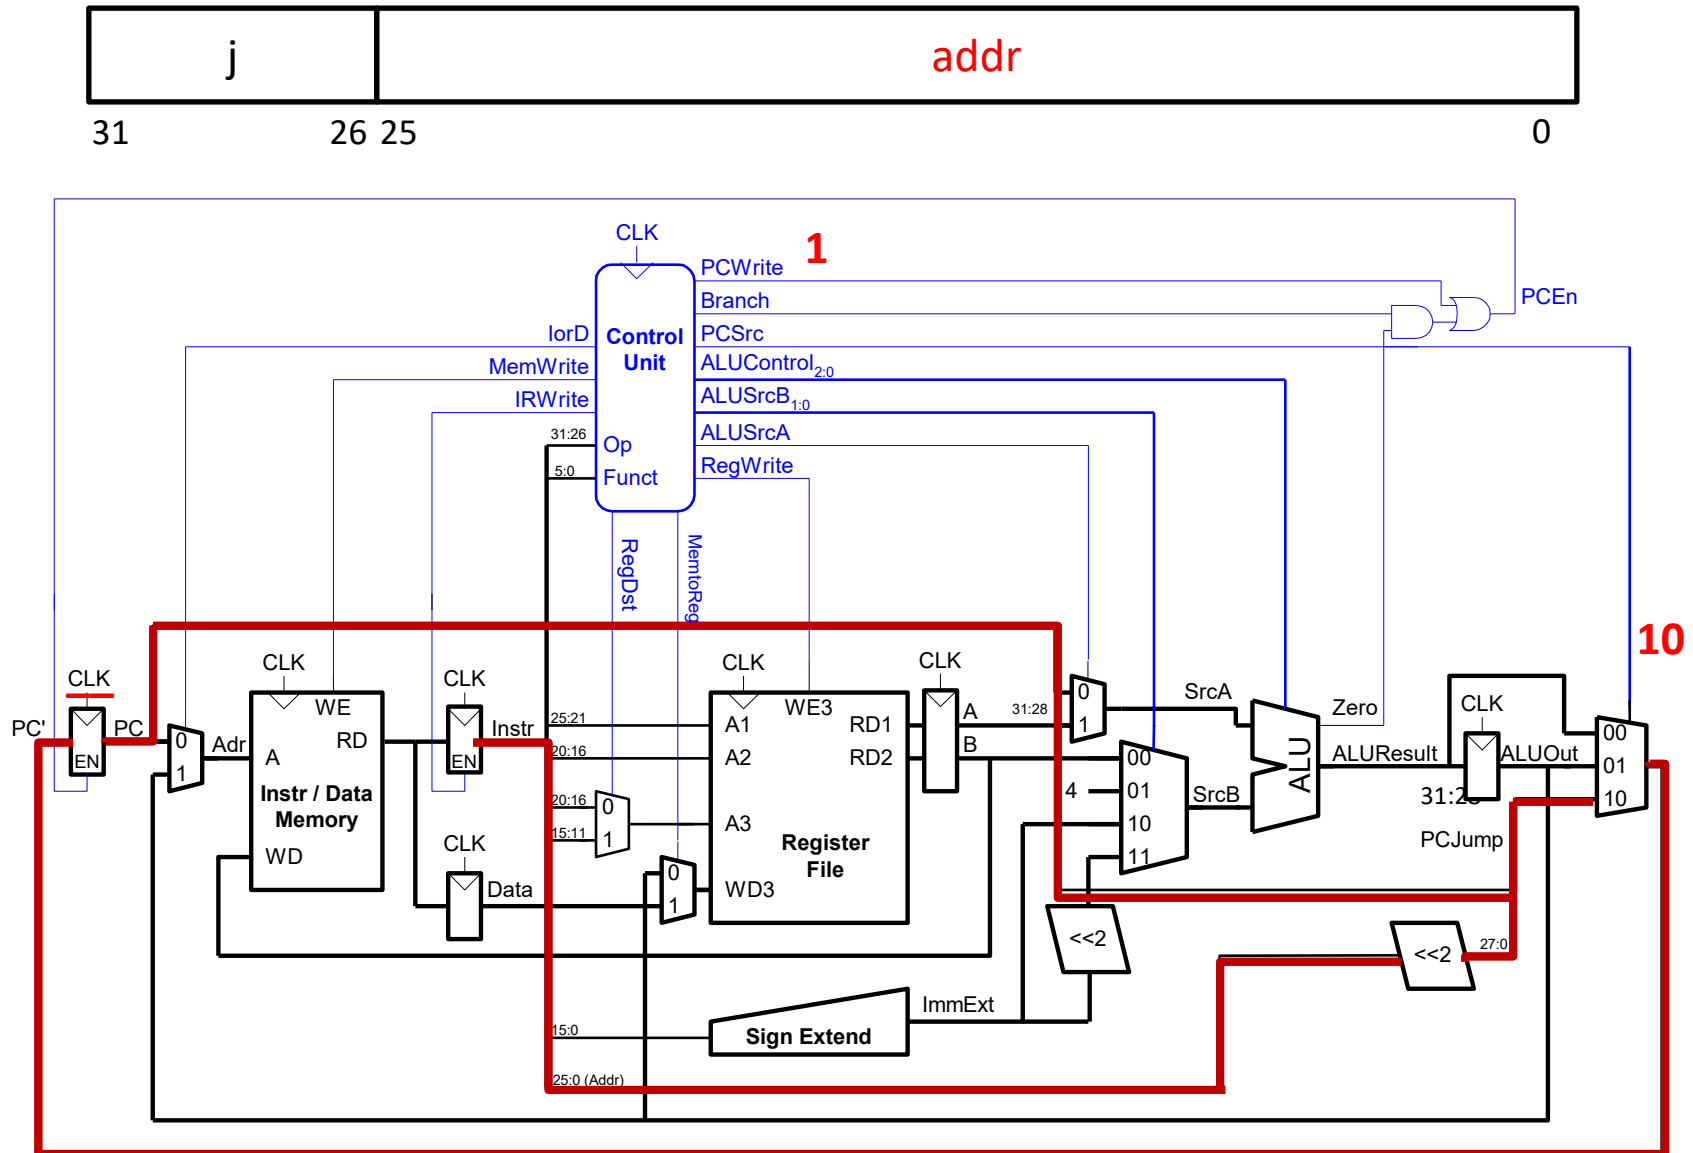 j addr
31 26 25 0
CLK 1
PCWrite
Branch PCEn
IorD Control PCSrc
MemWrite Unit ALUControl2:0
IRWrite ALUSrcB1:0
31:26 Op ALUSrcA
5:0 Funct RegWrite
RegDst MemtoReg
10
CLK CLK CLK CLK CLK
PC' PC EN 0 1 Adr
WE A RD
Instr / Data
Memory
WD
EN Instr
CLK
Data
25:21
20:16
20:16 0
15:11 1
0
1
A1 WE3 RD1
A2 RD2
A3
Register
File
WD3
A 31:28
B
0
1
SrcA
00
4 01
10
11
SrcB
ALU
Zero
ALUResult
CLK
ALUOut
00
01
10
PCJump
<<2
<<2 27:0
ImmExt
15:0 Sign Extend
25:0 (Addr)